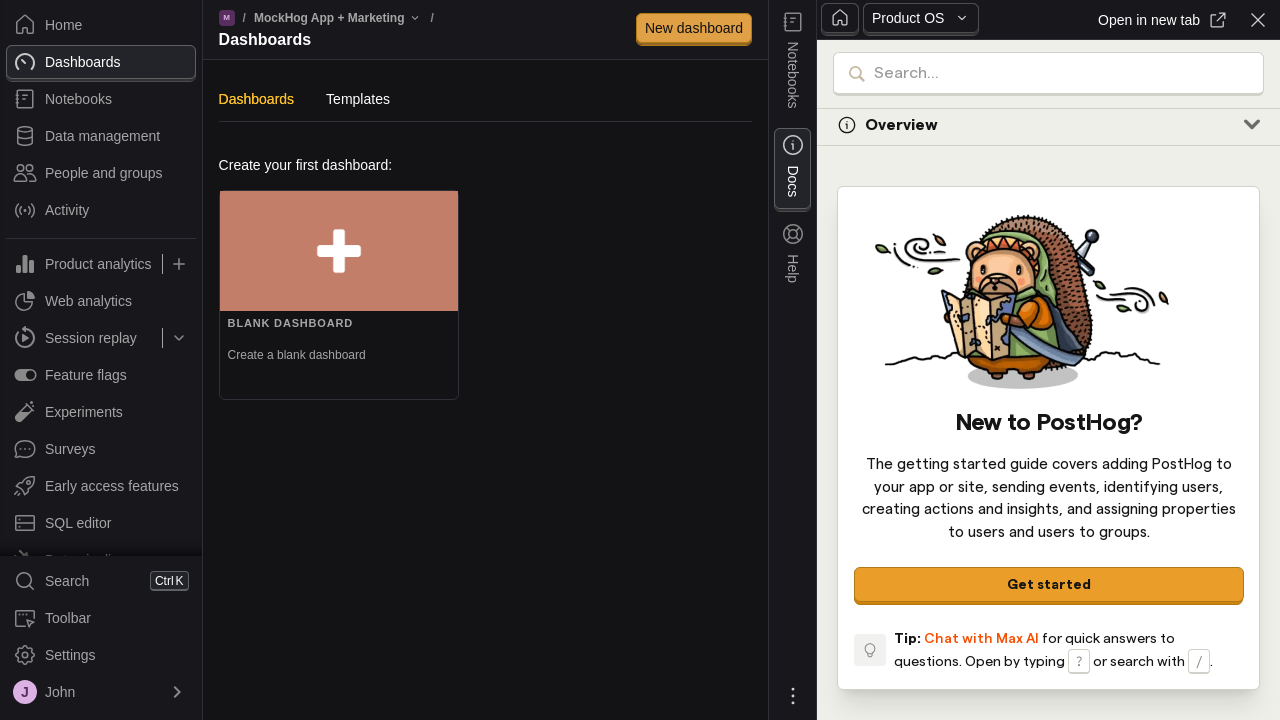 Home
Dashboards
Notebooks
Data management
People and groups
Activity
Product analytics
Web analytics
Session replay
Feature flags
Experiments
Surveys
Early access features
SQL editor
Search
Ctrl K
Toolbar
Settings
J John
M / MockHog App + Marketing /
Dashboards
New dashboard
Dashboards Templates
Create your first dashboard:
BLANK DASHBOARD
Create a blank dashboard
Notebooks
Docs
Help
Product OS
Open in new tab
Search...
Overview
New to PostHog?
The getting started guide covers adding PostHog to
your app or site, sending events, identifying users,
creating actions and insights, and assigning properties
to users and users to groups.
Get started
Tip: Chat with Max AI for quick answers to
questions. Open by typing ? or search with / .